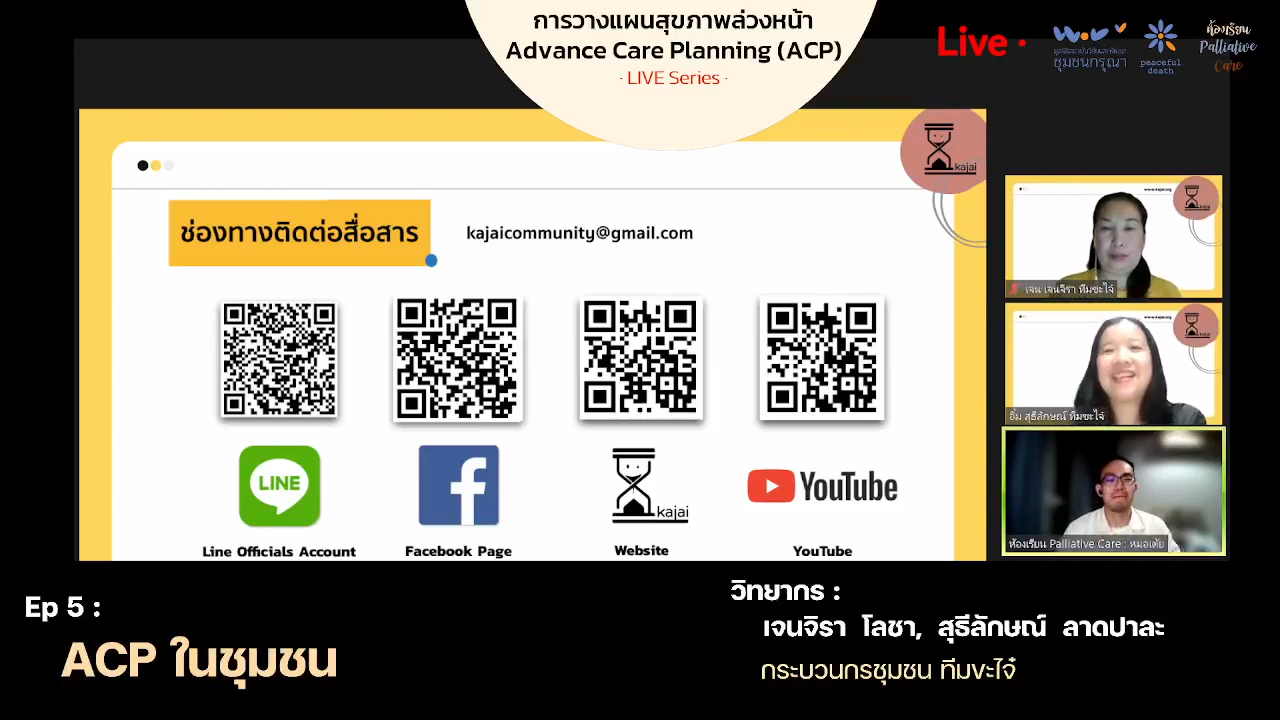 การวางแผนสุขภาพล่วงหน้า
Advance Care Planning (ACP)
· LIVE Series ·
Live ·
ชุมชนกรุณา
peaceful
death
ห้องเรียน
Palliative
Care
kajai
ช่องทางติดต่อสื่อสาร
kajaicommunity@gmail.com
LINE
kajai
YouTube
Line Officials Account
Facebook Page
Website
YouTube
เจน เจนจิรา ทีมขะไจ๋
อิ๋ม สุธีลักษณ์ ทีมขะไจ๋
ห้องเรียน Palliative Care : หมอเต้ย
Ep 5 :
ACP ในชุมชน
วิทยากร :
เจนจิรา โลชา, สุธีลักษณ์ ลาดปาละ
กระบวนกรชุมชน ทีมขะไจ๋